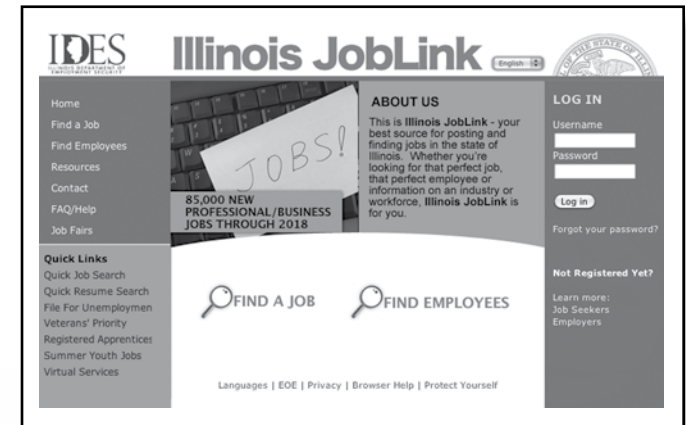 IDES
ILLINOIS DEPARTMENT OF
EMPLOYMENT SECURITY
Illinois JobLink
English
Home
Find a Job
Find Employees
Resources
Contact
FAQ/Help
Job Fairs
Quick Links
Quick Job Search
Quick Resume Search
File For Unemploymen
Veterans' Priority
Registered Apprentices
Summer Youth Jobs
Virtual Services
JOBS!
85,000 NEW
PROFESSIONAL/BUSINESS
JOBS THROUGH 2018
ABOUT US
This is Illinois JobLink - your
best source for posting and
finding jobs in the state of
Illinois. Whether you're
looking for that perfect job,
that perfect employee or
information on an industry or
workforce, Illinois JobLink is
for you.
FIND A JOB
FIND EMPLOYEES
Languages | EOE | Privacy | Browser Help | Protect Yourself
THE STATE OF
LOG IN
Username
Password
Log in
Forgot your password?
Not Registered Yet?
Learn more:
Job Seekers
Employers